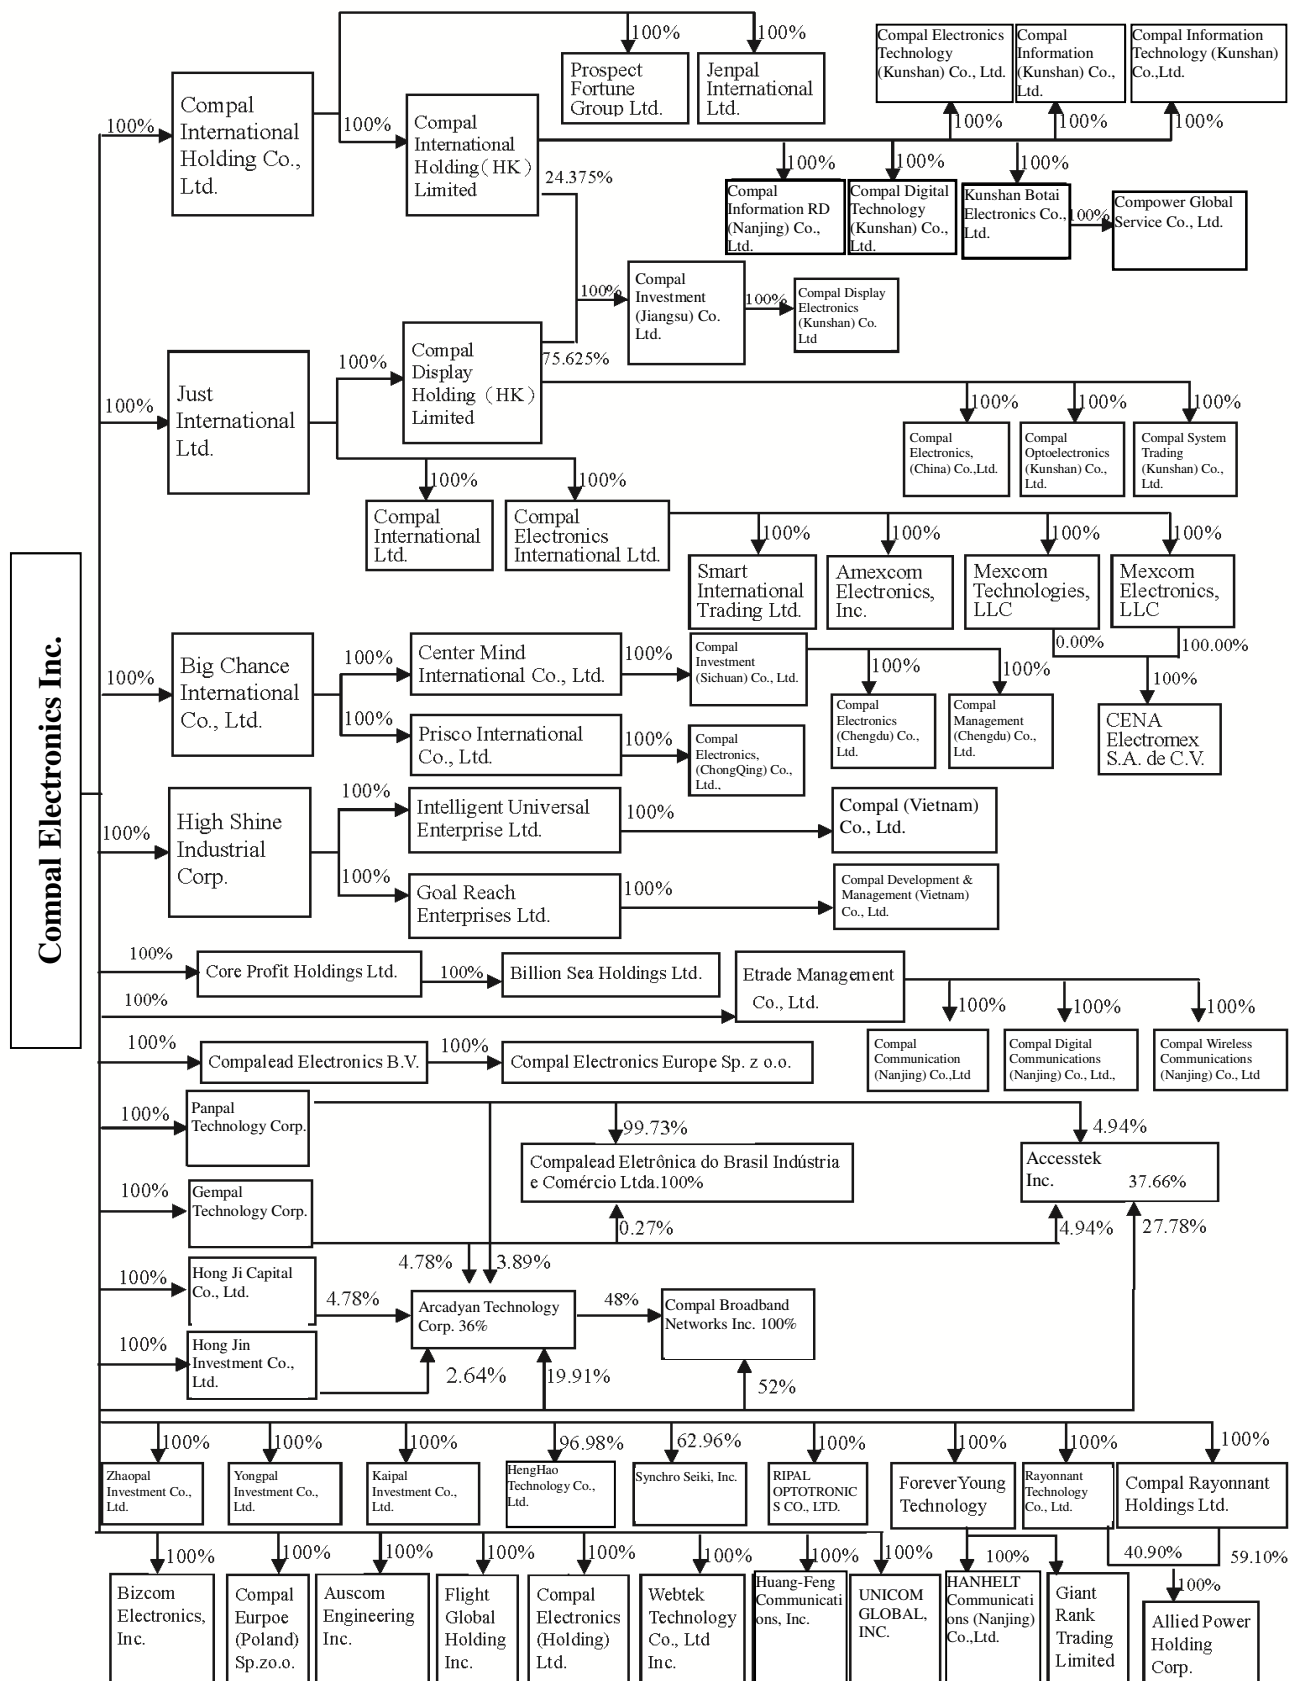 Compal Electronics Inc.
100%
Compal
International
Holding Co.,
Ltd.
100%
100%
Prospect
Fortune
Group Ltd.
100%
Jenpal
International
Ltd.
100%
Compal
International
Holding（HK）
Limited
24.375%
Compal Electronics
Technology
(Kunshan) Co., Ltd.
100%
Compal
Information
(Kunshan) Co.,
Ltd.
100%
Compal Information
Technology (Kunshan)
Co.,Ltd.
100%
100%
Compal
Information RD
(Nanjing) Co.,
Ltd.
100%
Compal Digital
Technology
(Kunshan) Co.,
Ltd.
100%
Kunshan Botai
Electronics Co.,
Ltd.
100%
Compower Global
Service Co., Ltd.
100%
Compal
Investment
(Jiangsu) Co.
Ltd.
100%
Compal Display
Electronics
(Kunshan) Co.
Ltd
100%
Just
International
Ltd.
100%
Compal
Display
Holding（HK）
Limited
75.625%
100%
Compal
Electronics,
(China) Co.,Ltd.
100%
Compal
Optoelectronics
(Kunshan) Co.,
Ltd.
100%
Compal System
Trading
(Kunshan) Co.,
Ltd.
100%
Compal
International
Ltd.
100%
Compal
Electronics
International Ltd.
100%
Smart
International
Trading Ltd.
100%
Amexcom
Electronics,
Inc.
100%
Mexcom
Technologies,
LLC
100%
Mexcom
Electronics,
LLC
0.00%
100.00%
100%
CENA
Electromex
S.A. de C.V.
100%
Big Chance
International
Co., Ltd.
100%
Center Mind
International Co., Ltd.
100%
Compal
Investment
(Sichuan) Co., Ltd.
100%
Compal
Electronics
(Chengdu) Co.,
Ltd.
100%
Compal
Management
(Chengdu) Co.,
Ltd.
100%
Prisco International
Co., Ltd.
100%
Compal
Electronics,
(ChongQing) Co.,
Ltd.,
100%
High Shine
Industrial
Corp.
100%
Intelligent Universal
Enterprise Ltd.
100%
Compal (Vietnam)
Co., Ltd.
100%
Goal Reach
Enterprises Ltd.
100%
Compal Development &
Management (Vietnam)
Co., Ltd.
100%
Core Profit Holdings Ltd.
100%
Billion Sea Holdings Ltd.
100%
Etrade Management
Co., Ltd.
100%
Compal
Communication
(Nanjing) Co.,Ltd
100%
Compal Digital
Communications
(Nanjing) Co., Ltd.,
100%
Compal Wireless
Communications
(Nanjing) Co., Ltd
100%
Compalead Electronics B.V.
100%
Compal Electronics Europe Sp. z o.o.
100%
Panpal
Technology Corp.
99.73%
Compalead Eletrônica do Brasil Indústria
e Comércio Ltda.100%
0.27%
4.94%
Accesstek
Inc. 37.66%
4.94%
27.78%
100%
Gempal
Technology Corp.
4.78%
3.89%
100%
Hong Ji Capital
Co., Ltd.
4.78%
Arcadyan Technology
Corp. 36%
48%
Compal Broadband
Networks Inc. 100%
100%
Hong Jin
Investment Co.,
Ltd.
2.64%
19.91%
52%
100%
Zhaopal
Investment Co.,
Ltd.
100%
Yongpal
Investment Co.,
Ltd.
100%
Kaipal
Investment Co.,
Ltd.
96.98%
HengHao
Technology Co.,
Ltd.
62.96%
Synchro Seiki, Inc.
100%
RIPAL
OPTOTRONIC
S CO., LTD.
100%
ForeverYoung
Technology
100%
Rayonnant
Technology
Co., Ltd.
100%
Compal Rayonnant
Holdings Ltd.
100%
Bizcom
Electronics,
Inc.
100%
Compal
Eurpoe
(Poland)
Sp.zo.o.
100%
Auscom
Engineering
Inc.
100%
Flight
Global
Holding
Inc.
100%
Compal
Electronics
(Holding)
Ltd.
100%
Webtek
Technology
Co., Ltd
Inc.
100%
Huang-Feng
Communicati
ons, Inc.
100%
UNICOM
GLOBAL,
INC.
100%
HANHELT
Communicati
ons (Nanjing)
Co.,Ltd.
Giant
Rank
Trading
Limited
40.90%
59.10%
100%
Allied Power
Holding
Corp.